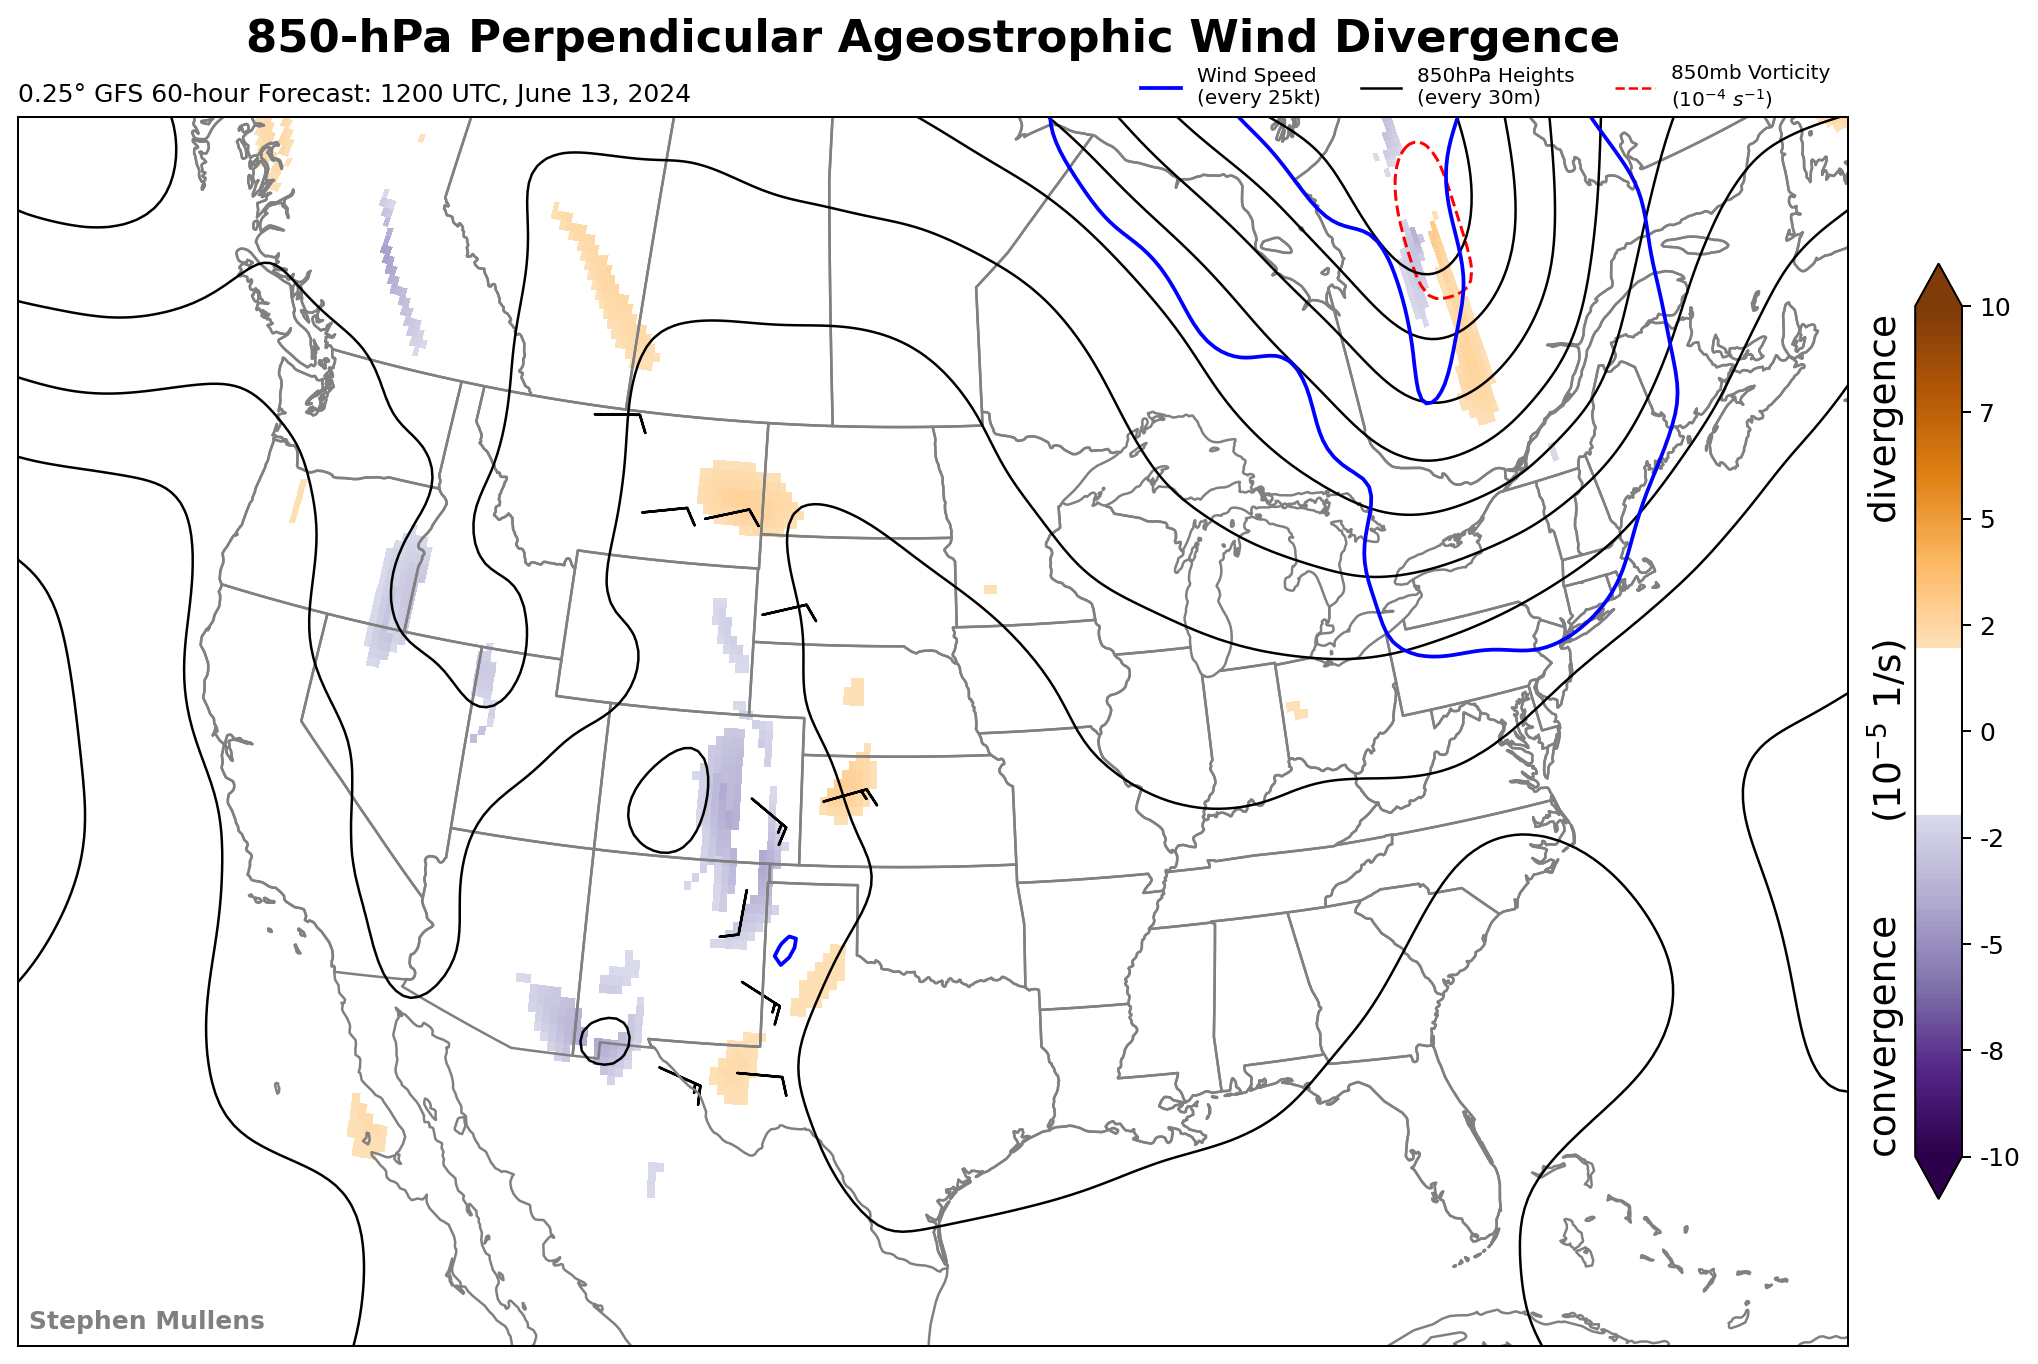 850-hPa Perpendicular Ageostrophic Wind Divergence
0.25° GFS 60-hour Forecast: 1200 UTC, June 13, 2024
Wind Speed
(every 25kt)
850hPa Heights
(every 30m)
850mb Vorticity
(10⁻⁴ s⁻¹)
10
7
5
2
0
-2
-5
-8
-10
convergence (10⁻⁵ 1/s) divergence
Stephen Mullens